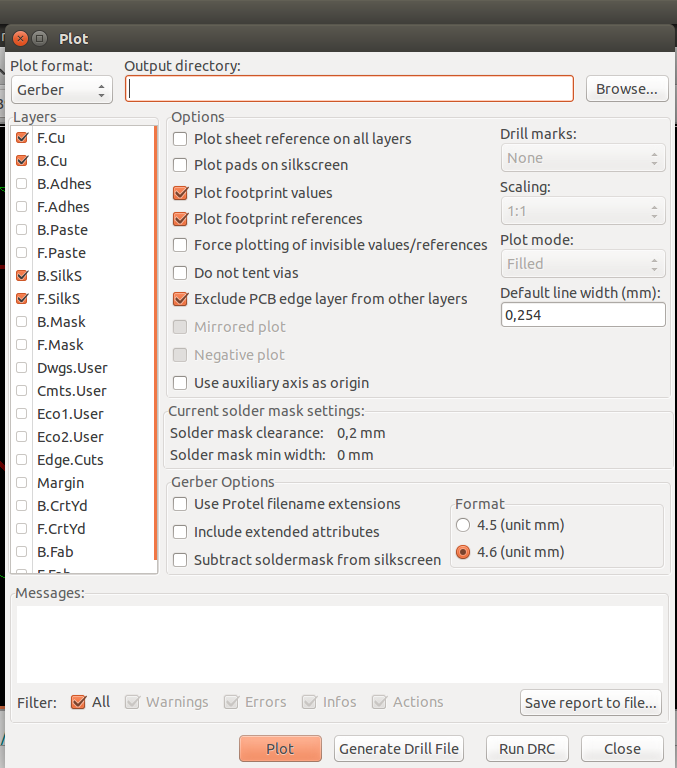 Plot
Plot format:
Output directory:
Gerber
Browse...
Layers
F.Cu
B.Cu
B.Adhes
F.Adhes
B.Paste
F.Paste
B.SilkS
F.SilkS
B.Mask
F.Mask
Dwgs.User
Cmts.User
Eco1.User
Eco2.User
Edge.Cuts
Margin
B.CrtYd
F.CrtYd
B.Fab
F.Fab
Options
Plot sheet reference on all layers
Plot pads on silkscreen
Plot footprint values
Plot footprint references
Force plotting of invisible values/references
Do not tent vias
Exclude PCB edge layer from other layers
Mirrored plot
Negative plot
Use auxiliary axis as origin
Drill marks:
None
Scaling:
1:1
Plot mode:
Filled
Default line width (mm):
0,254
Current solder mask settings:
Solder mask clearance: 0,2 mm
Solder mask min width: 0 mm
Gerber Options
Use Protel filename extensions
Include extended attributes
Subtract soldermask from silkscreen
Format
4.5 (unit mm)
4.6 (unit mm)
Messages:
Filter: All Warnings Errors Infos Actions
Save report to file...
Plot
Generate Drill File
Run DRC
Close